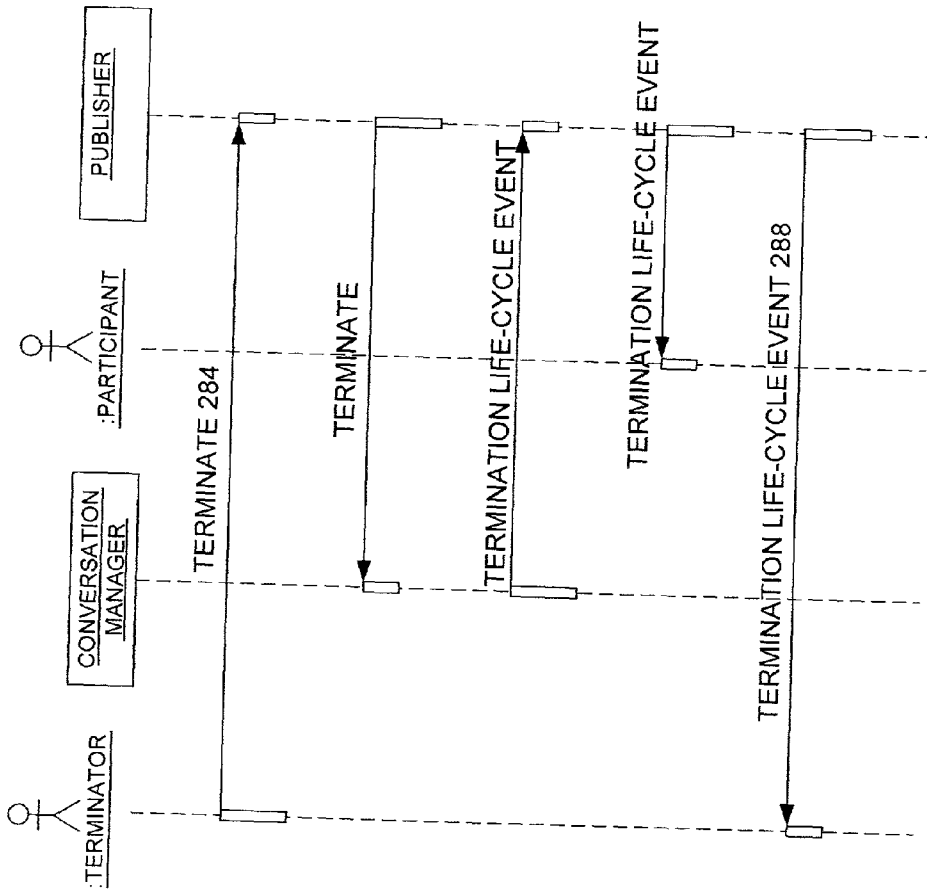 :TERMINATOR
CONVERSATION
MANAGER
:PARTICIPANT
PUBLISHER
TERMINATE 284
TERMINATE
TERMINATION LIFE-CYCLE EVENT
TERMINATION LIFE-CYCLE EVENT
TERMINATION LIFE-CYCLE EVENT 288